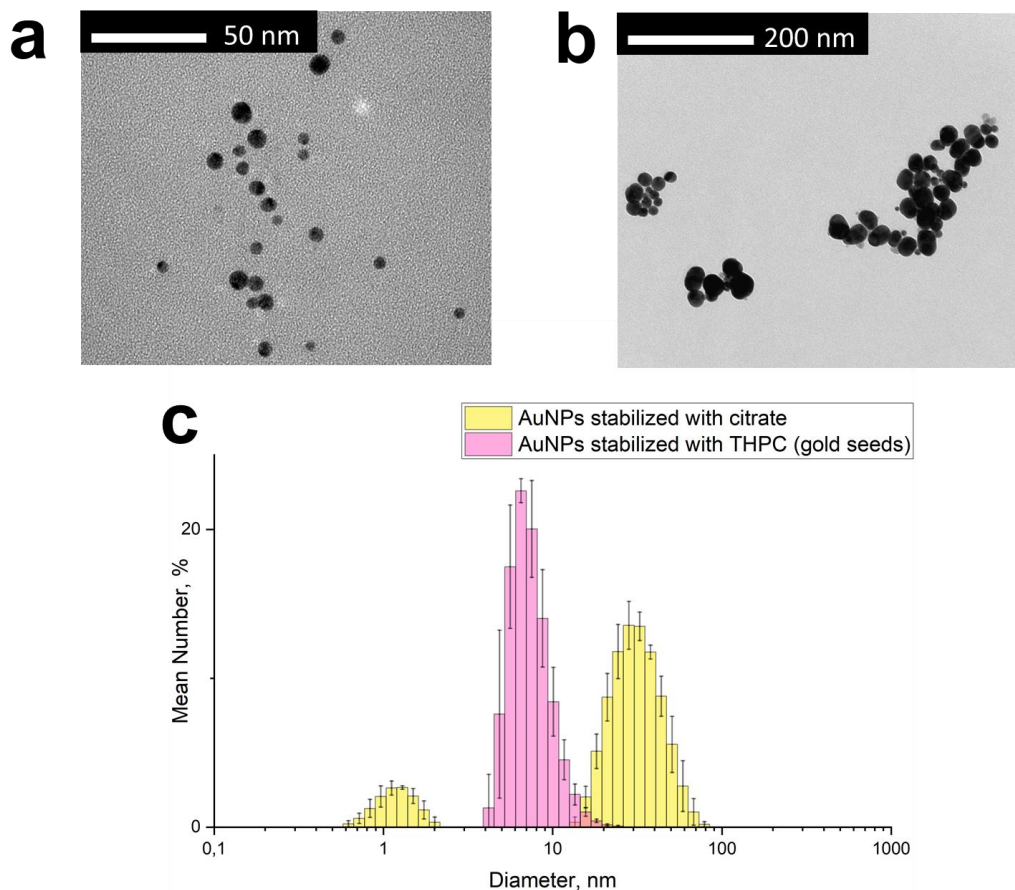 a
50 nm
b
200 nm
c
AuNPs stabilized with citrate
AuNPs stabilized with THPC (gold seeds)
Mean Number, %
20
0
0,1
1
10
100
1000
Diameter, nm